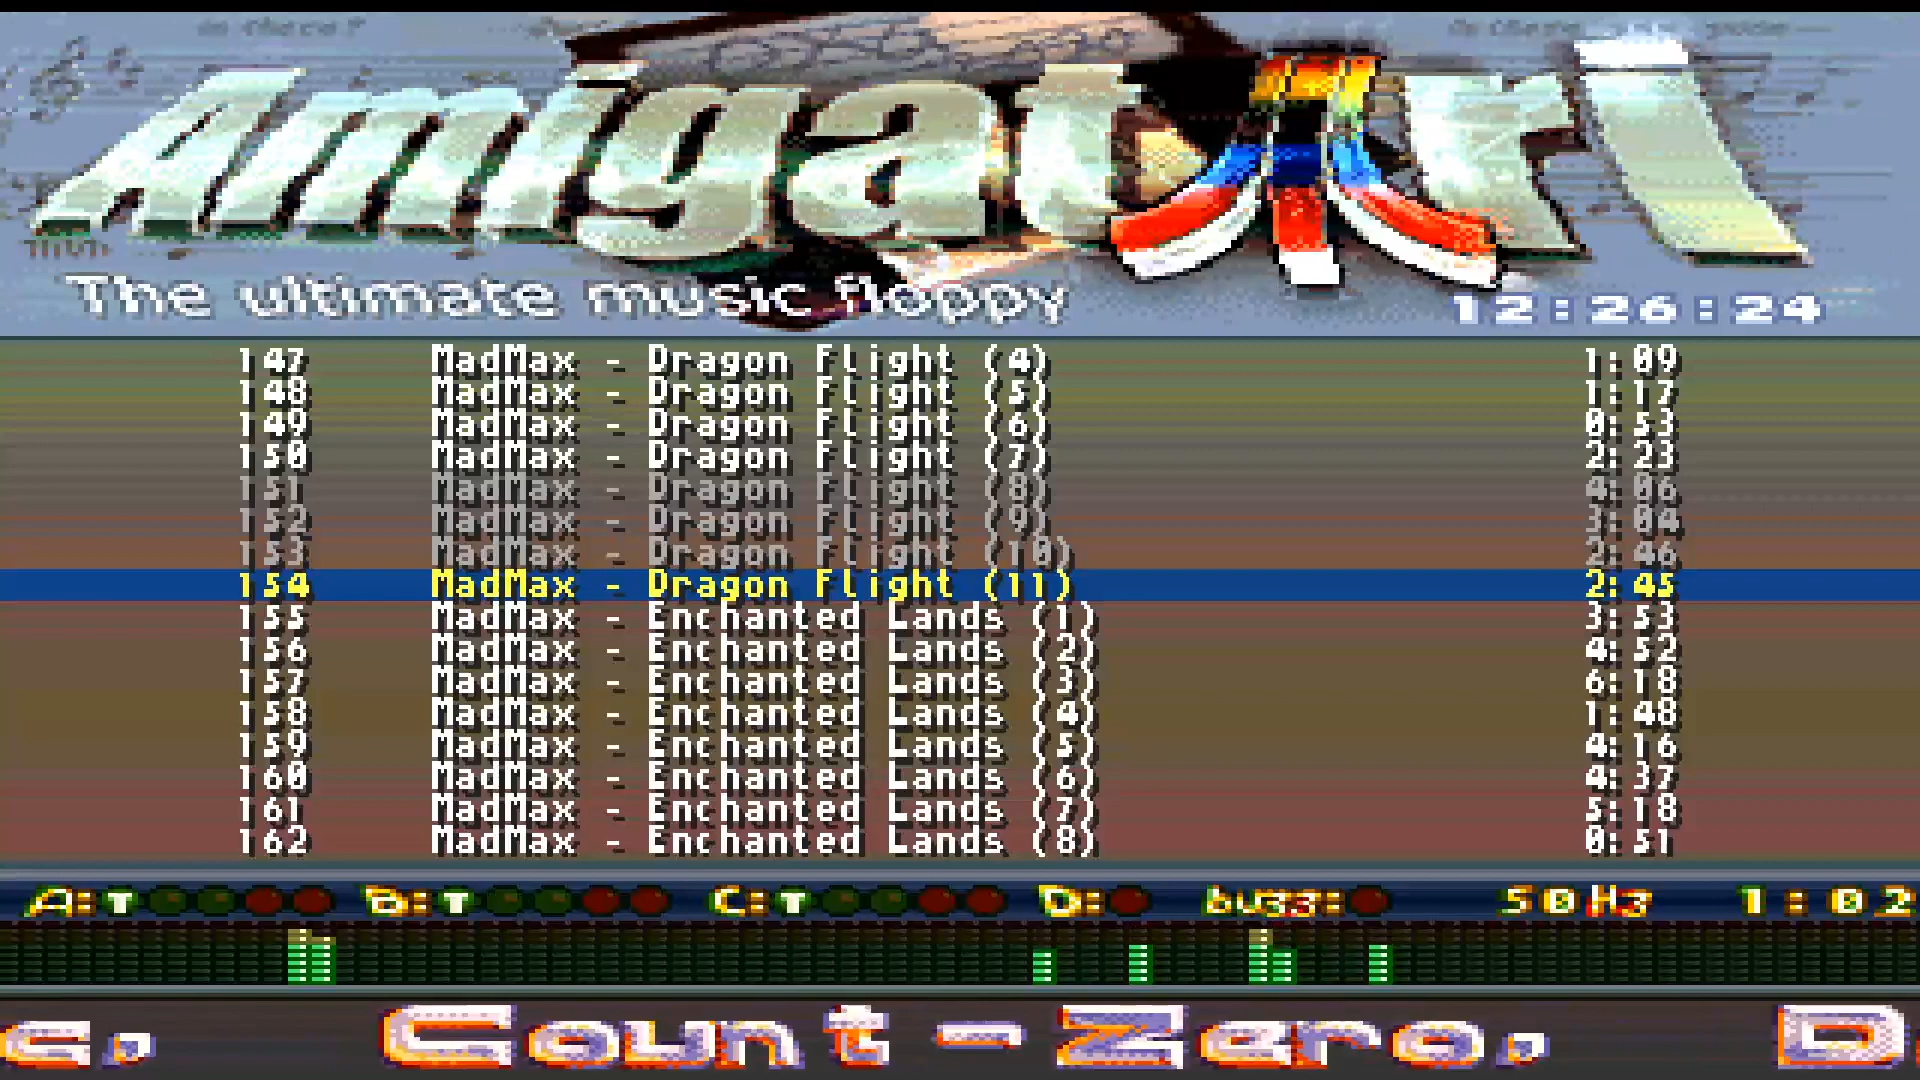 AmigAtari
The ultimate music floppy
12:26:24
147 MadMax - Dragon Flight (4) 1:09
148 MadMax - Dragon Flight (5) 1:17
149 MadMax - Dragon Flight (6) 0:53
150 MadMax - Dragon Flight (7) 2:23
151 MadMax - Dragon Flight (8) 4:06
152 MadMax - Dragon Flight (9) 3:04
153 MadMax - Dragon Flight (10) 2:46
154 MadMax - Dragon Flight (11) 2:45
155 MadMax - Enchanted Lands (1) 3:53
156 MadMax - Enchanted Lands (2) 4:52
157 MadMax - Enchanted Lands (3) 6:18
158 MadMax - Enchanted Lands (4) 1:48
159 MadMax - Enchanted Lands (5) 4:16
160 MadMax - Enchanted Lands (6) 4:37
161 MadMax - Enchanted Lands (7) 5:18
162 MadMax - Enchanted Lands (8) 0:51
A:T B:T C:T D: buzz: 50Hz 1:02
c, Count-Zero, D